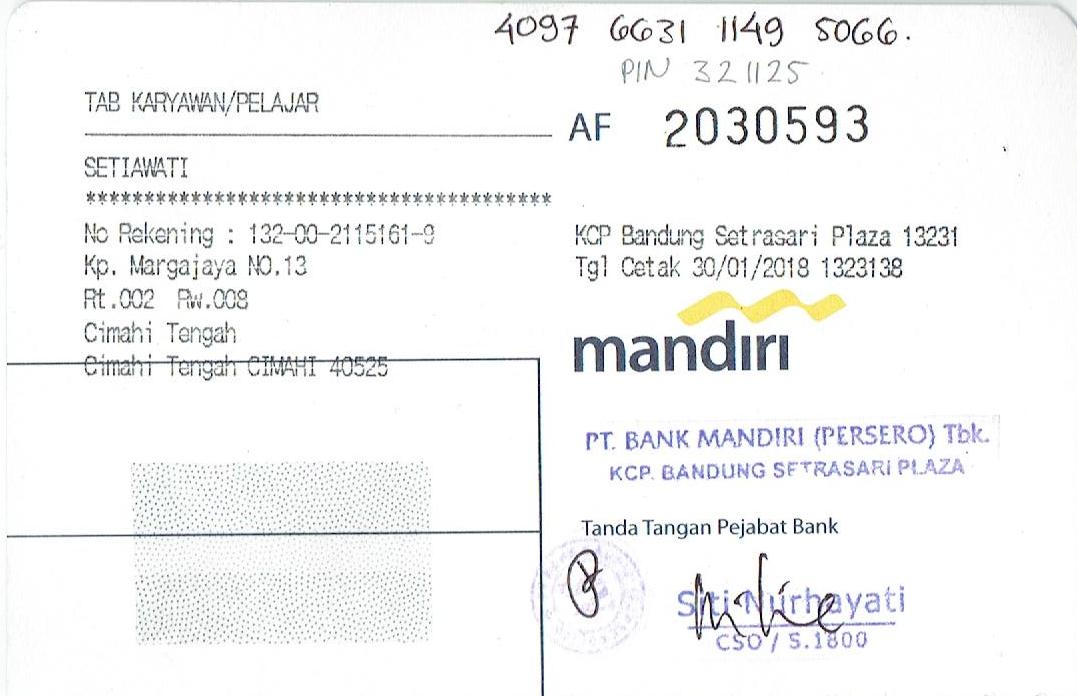 4097 6631 1149 5066.
PIN 321125
TAB KARYAWAN/PELAJAR
AF 2030593
SETIAWATI
***************************************
No Rekening : 132-00-2115161-9
Kp. Margajaya NO.13
Rt.002 Rw.008
Cimahi Tengah
Cimahi Tengah CIMAHI 40525
KCP Bandung Setrasari Plaza 13231
Tgl Cetak 30/01/2018 1323138
mandiri
PT. BANK MANDIRI (PERSERO) Tbk.
KCP. BANDUNG SETRASARI PLAZA
Tanda Tangan Pejabat Bank
Siti Nurhayati
CSO / S.1800